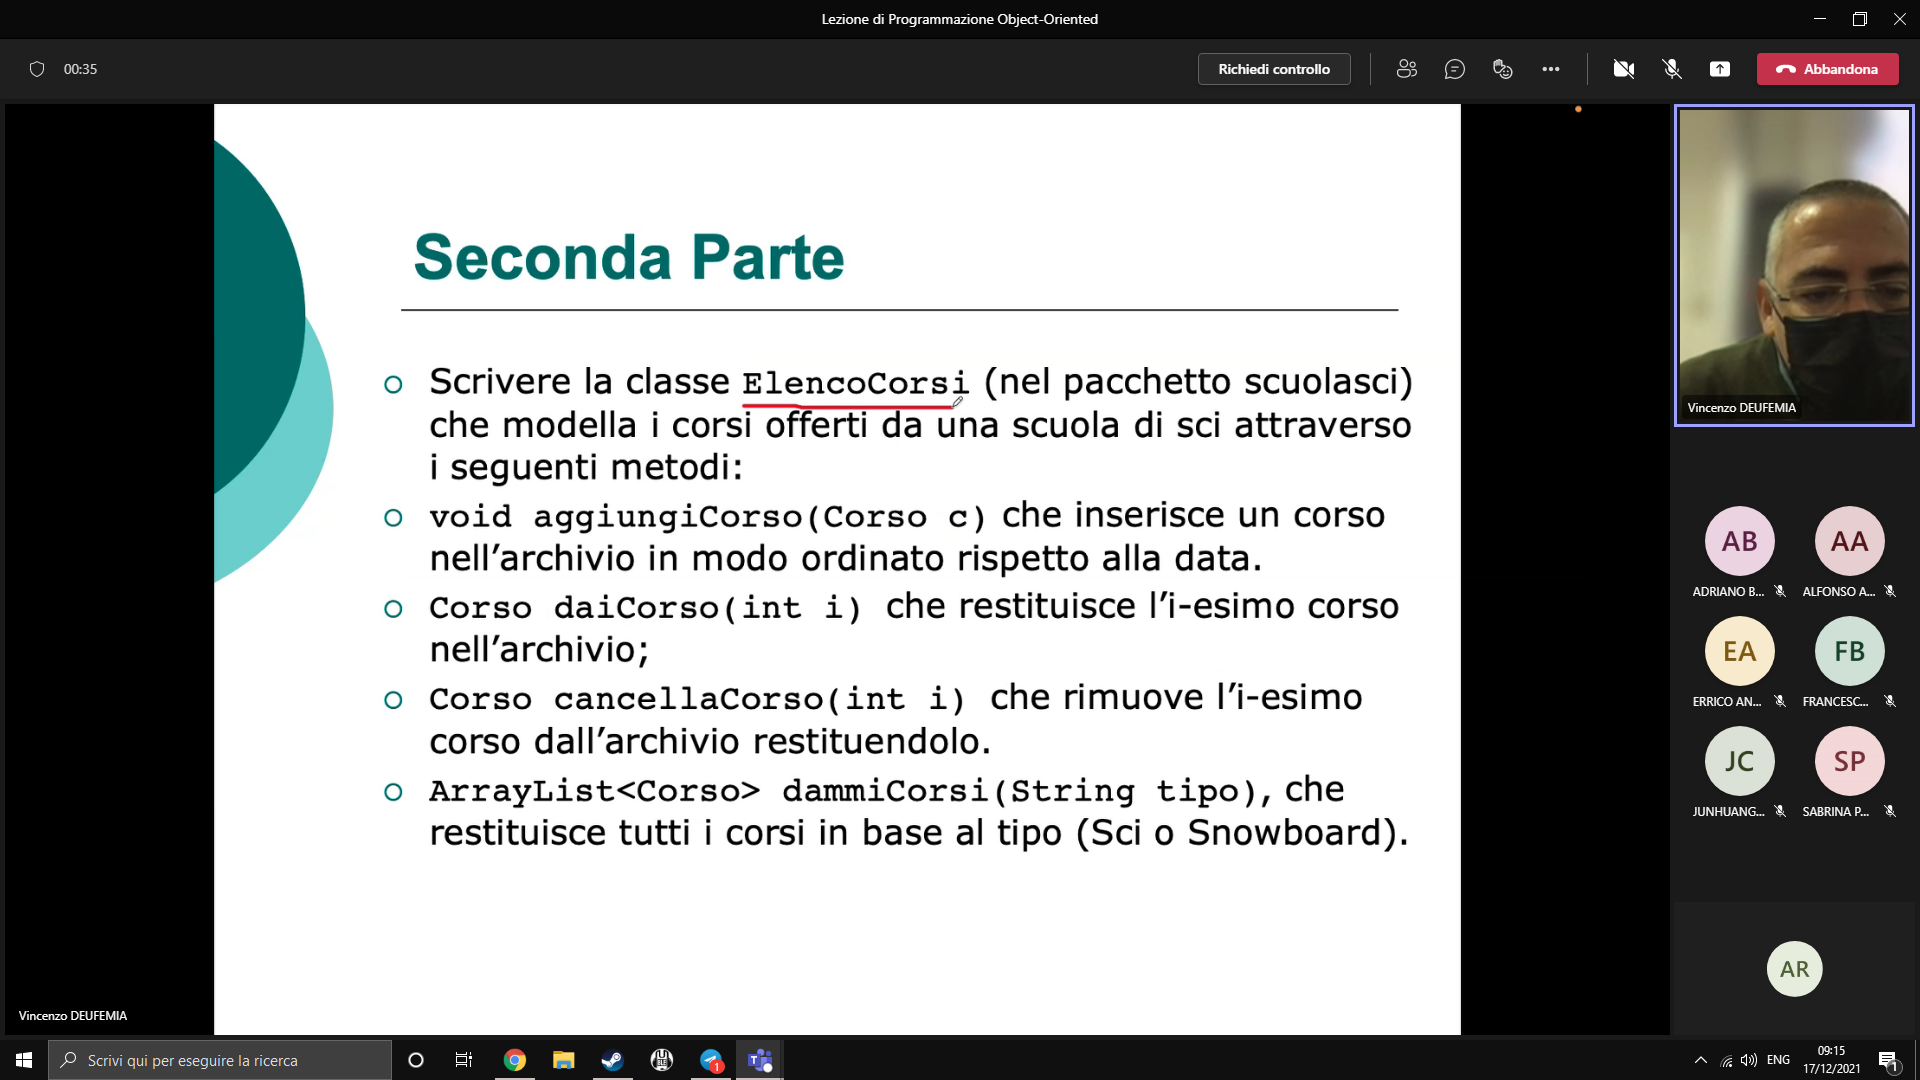 Lezione di Programmazione Object-Oriented
00:35
Richiedi controllo
Abbandona
Seconda Parte
Scrivere la classe ElencoCorsi (nel pacchetto scuolasci)
che modella i corsi offerti da una scuola di sci attraverso
i seguenti metodi:
void aggiungiCorso(Corso c) che inserisce un corso
nell’archivio in modo ordinato rispetto alla data.
Corso daiCorso(int i) che restituisce l’i-esimo corso
nell’archivio;
Corso cancellaCorso(int i) che rimuove l’i-esimo
corso dall’archivio restituendolo.
ArrayList<Corso> dammiCorsi(String tipo), che
restituisce tutti i corsi in base al tipo (Sci o Snowboard).
Vincenzo DEUFEMIA
Vincenzo DEUFEMIA
AB
AA
ADRIANO B...
ALFONSO A...
EA
FB
ERRICO AN...
FRANCESC...
JC
SP
JUNHUANG...
SABRINA P...
AR
Scrivi qui per eseguire la ricerca
1
T
ENG
09:15
17/12/2021
1